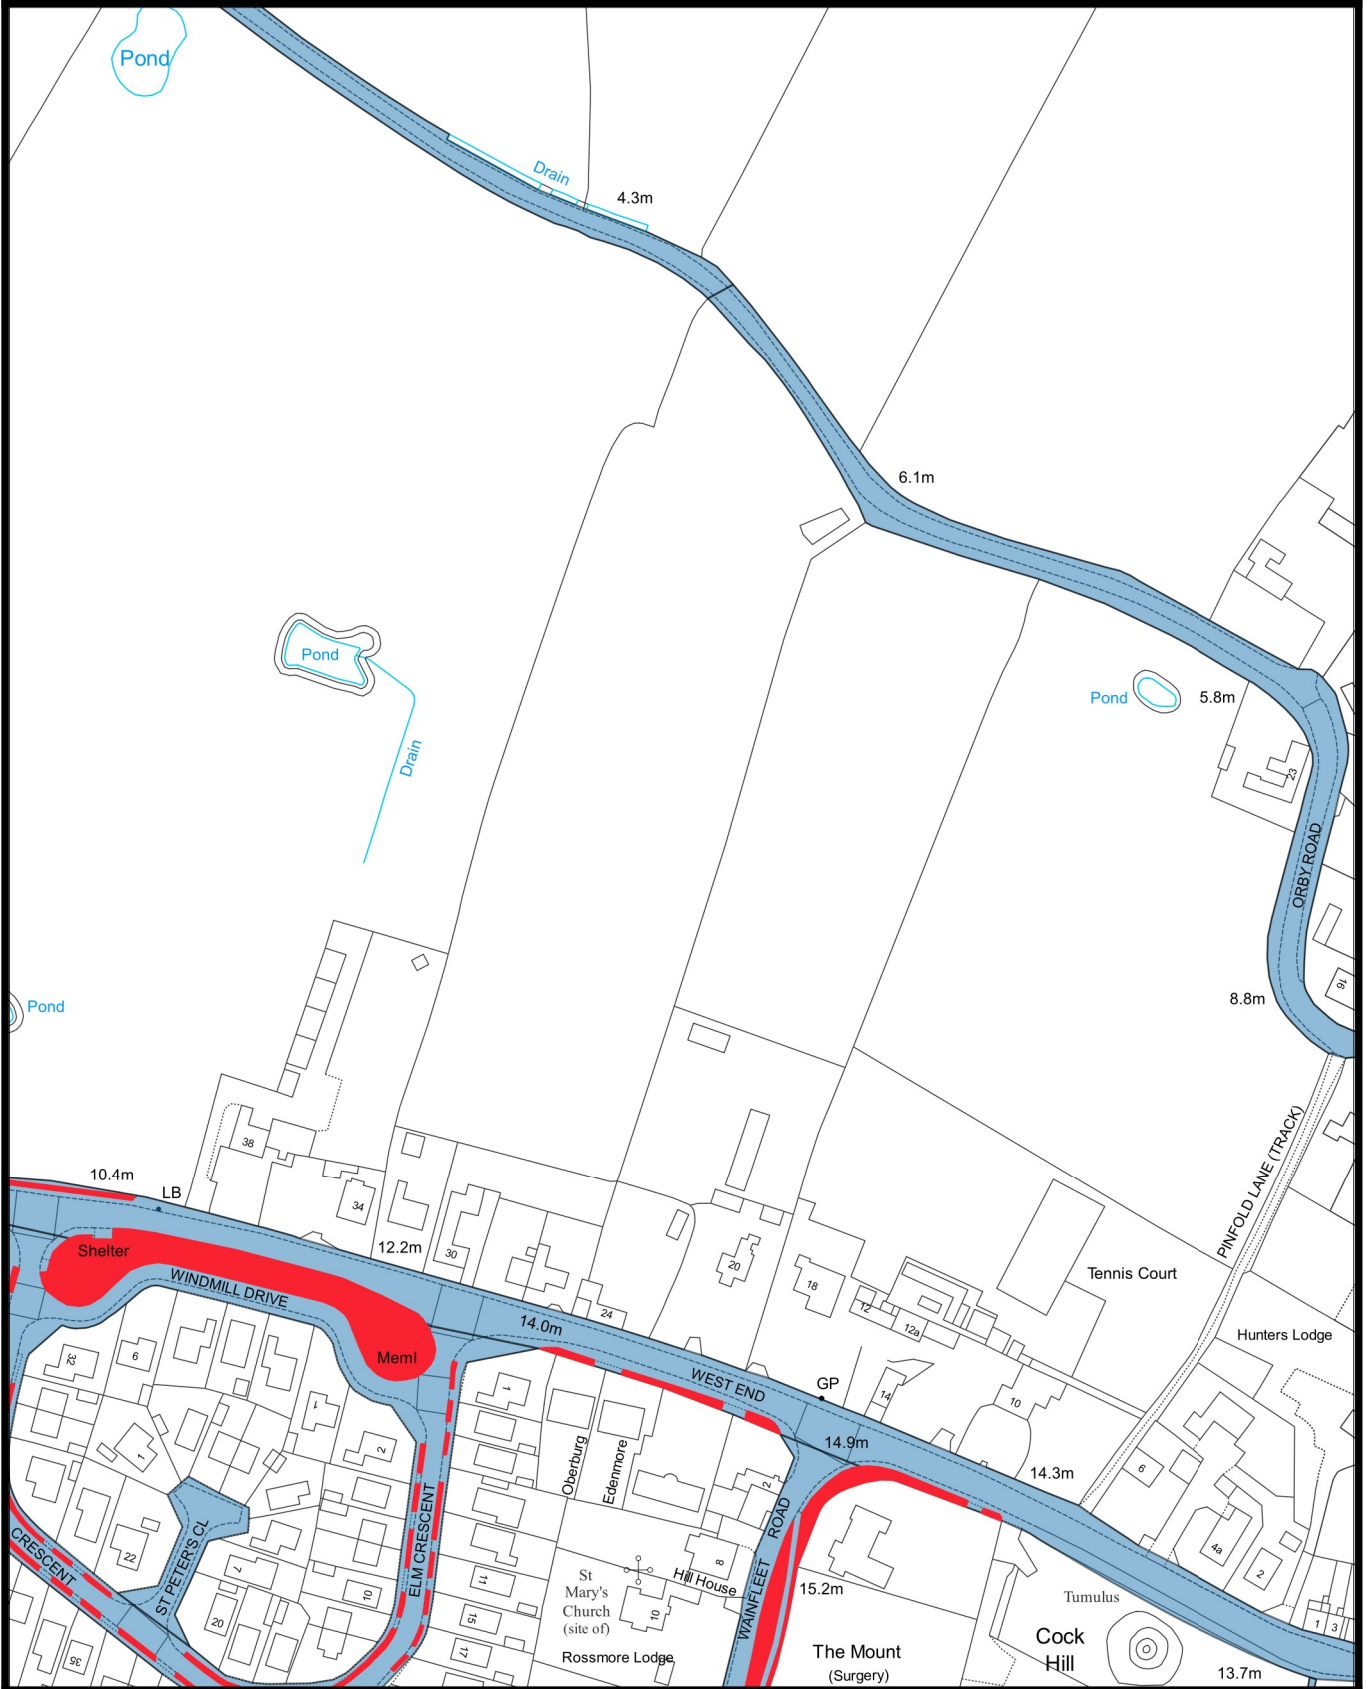 Pond
Drain
4.3m
6.1m
Pond
Pond
5.8m
Drain
23
ORBY ROAD
16
8.8m
Pond
PINFOLD LANE (TRACK)
38
10.4m
LB
34
12.2m
30
20
18
Tennis Court
Shelter
WINDMILL DRIVE
24
14.0m
12
12a
Hunters Lodge
32
6
Meml
1
WEST END
GP
14
10
1
1
2
14.9m
14.3m
Oberburg
Edenmore
2
6
ELM CRESCENT
WAINFLEET ROAD
CRESCENT
ST PETER'S CL
22
7
10
11
8
Hill House
15.2m
4a
2
St
Mary's
Church
(site of)
10
Tumulus
20
15
1
3
35
17
Rossmore Lodge
The Mount
(Surgery)
Cock
Hill
13.7m